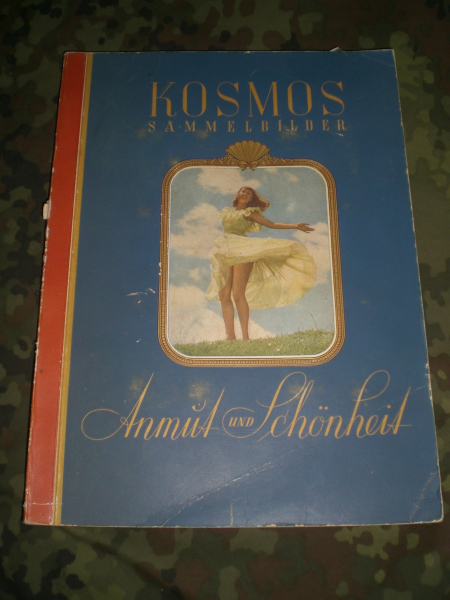 KOSMOS
SAMMELBILDER
Anmut UND Schönheit